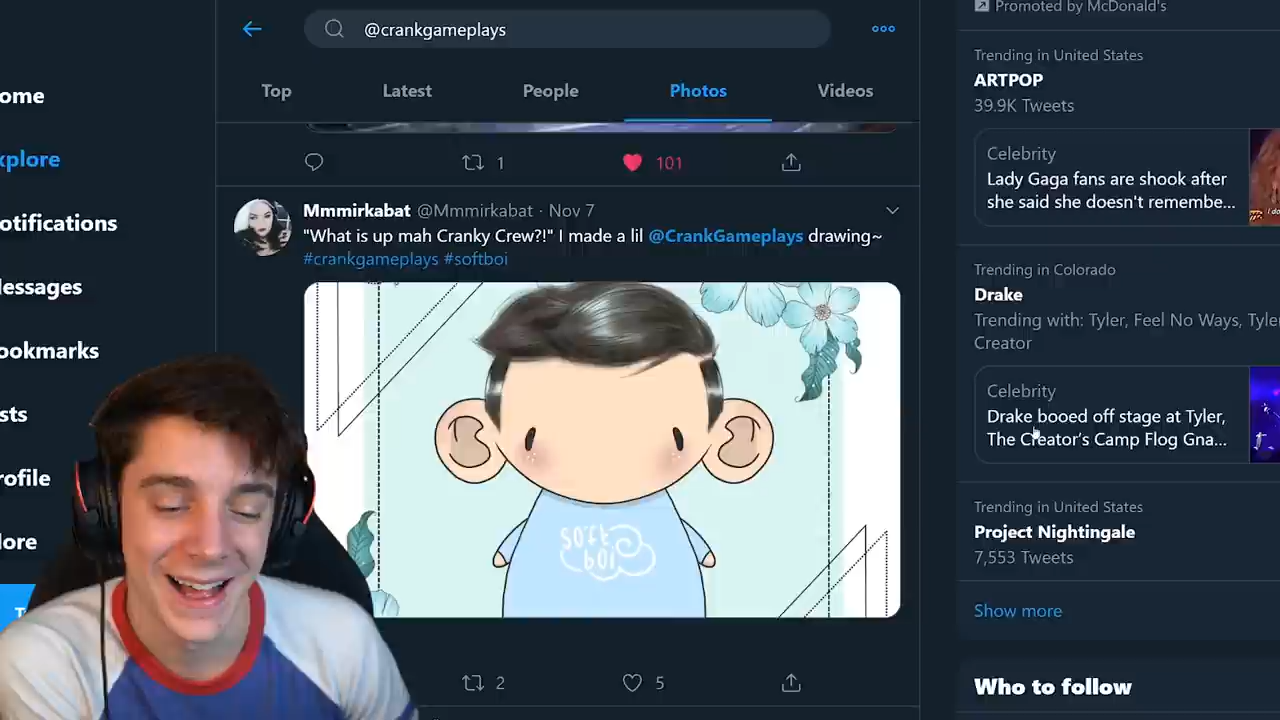 @crankgameplays
Top Latest People Photos Videos
ome
xplore
otifications
essages
ookmarks
sts
rofile
ore
T
1 101
Mmmirkabat @Mmmirkabat · Nov 7
"What is up mah Cranky Crew?!" I made a lil @CrankGameplays drawing~
#crankgameplays #softboi
soft
boi
2 5
Promoted by McDonald's
Trending in United States
ARTPOP
39.9K Tweets
Celebrity
Lady Gaga fans are shook after
she said she doesn't remembe...
Trending in Colorado
Drake
Trending with: Tyler, Feel No Ways, Tyle
Creator
Celebrity
Drake booed off stage at Tyler,
The Creator's Camp Flog Gna...
Trending in United States
Project Nightingale
7,553 Tweets
Show more
Who to follow